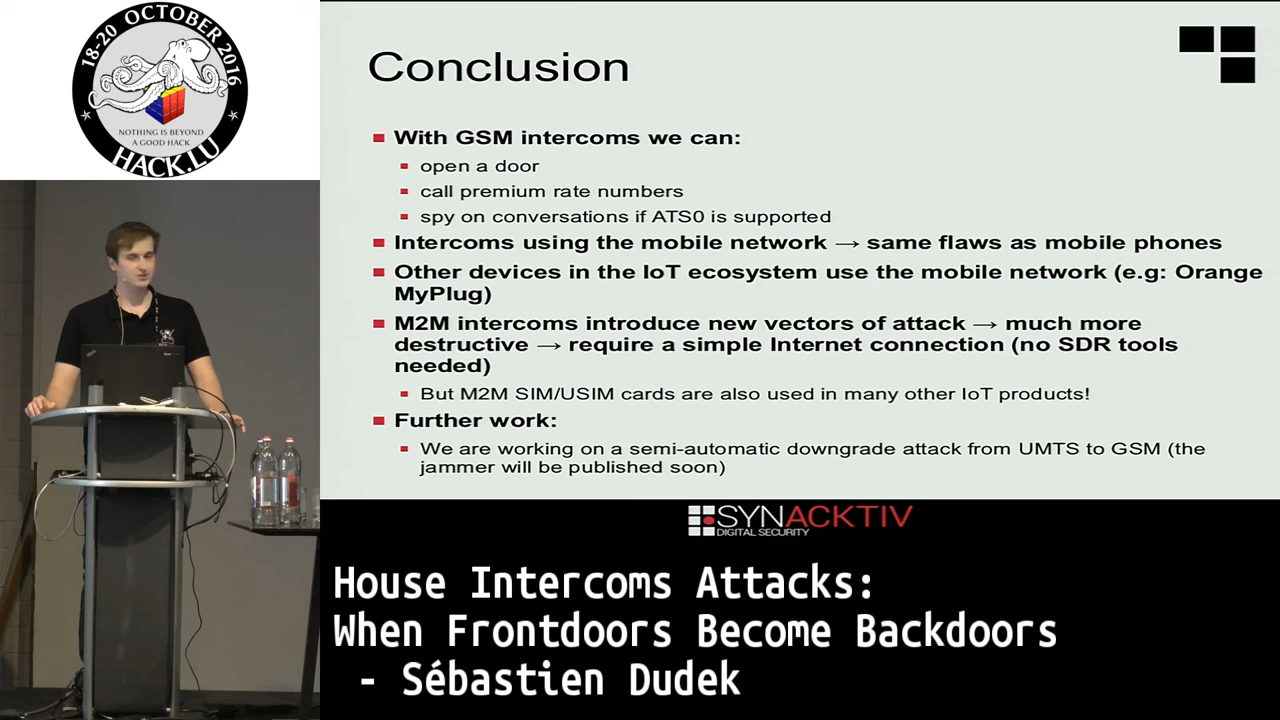 18-20 OCTOBER 2016
NOTHING IS BEYOND
A GOOD HACK
HACK.LU
Conclusion
With GSM intercoms we can:
open a door
call premium rate numbers
spy on conversations if ATS0 is supported
Intercoms using the mobile network → same flaws as mobile phones
Other devices in the IoT ecosystem use the mobile network (e.g: Orange
MyPlug)
M2M intercoms introduce new vectors of attack → much more
destructive → require a simple Internet connection (no SDR tools
needed)
But M2M SIM/USIM cards are also used in many other IoT products!
Further work:
We are working on a semi-automatic downgrade attack from UMTS to GSM (the
jammer will be published soon)
SYNACKTIV
DIGITAL SECURITY
House Intercoms Attacks:
When Frontdoors Become Backdoors
- Sébastien Dudek